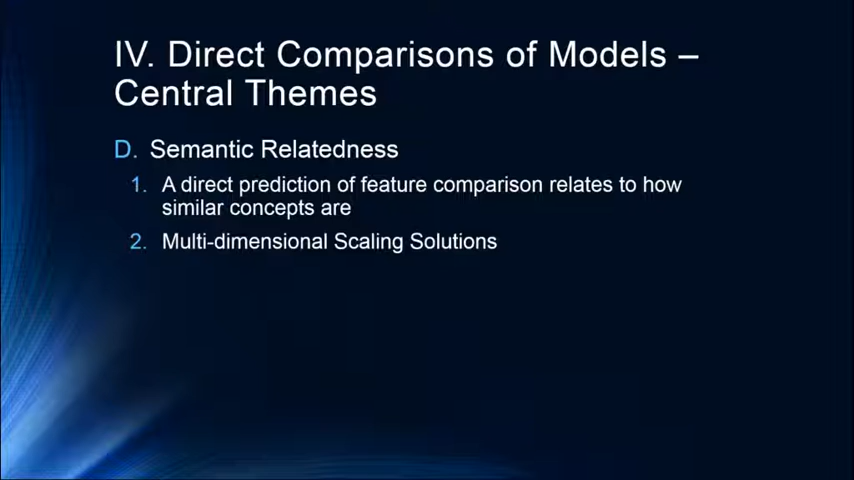 IV. Direct Comparisons of Models –
Central Themes
D. Semantic Relatedness
1. A direct prediction of feature comparison relates to how
similar concepts are
2. Multi-dimensional Scaling Solutions